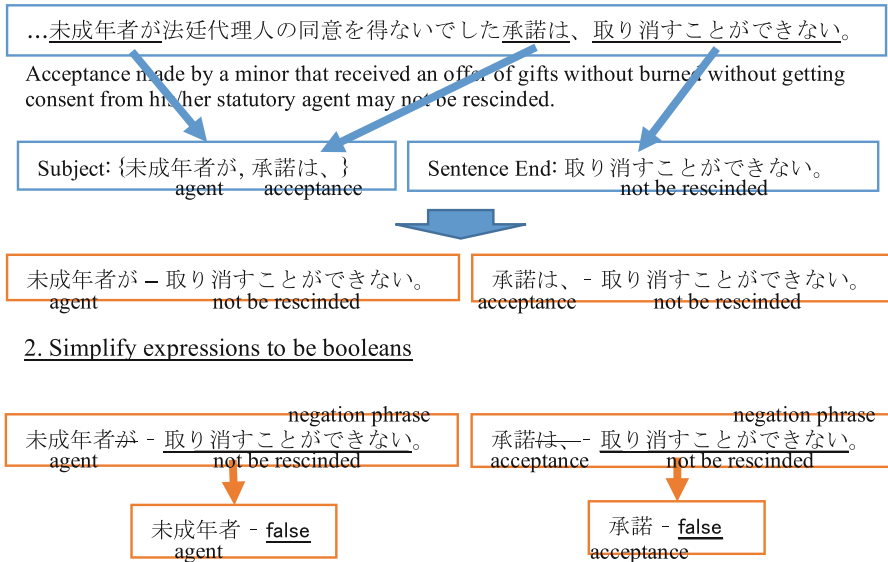 …未成年者が法廷代理人の同意を得ないでした承諾は、取り消すことができない。
Acceptance made by a minor that received an offer of gifts without burned without getting
consent from his/her statutory agent may not be rescinded.
Subject: {未成年者が, 承諾は、}
agent acceptance
Sentence End: 取り消すことができない。
not be rescinded
未成年者が – 取り消すことができない。
agent not be rescinded
承諾は、- 取り消すことができない。
acceptance not be rescinded
2. Simplify expressions to be booleans
negation phrase
未成年者が - 取り消すことができない。
agent not be rescinded
negation phrase
承諾は、- 取り消すことができない。
acceptance not be rescinded
未成年者 - false
agent
承諾 - false
acceptance